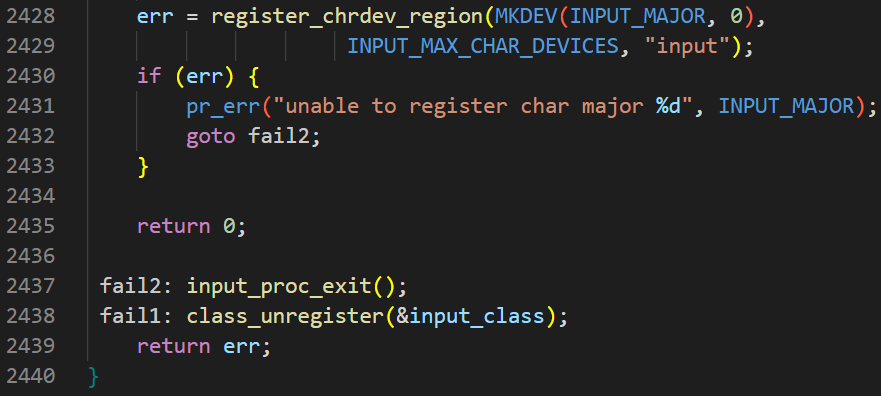 2428 err = register_chrdev_region(MKDEV(INPUT_MAJOR, 0),
2429 INPUT_MAX_CHAR_DEVICES, "input");
2430 if (err) {
2431 pr_err("unable to register char major %d", INPUT_MAJOR);
2432 goto fail2;
2433 }
2434
2435 return 0;
2436
2437 fail2: input_proc_exit();
2438 fail1: class_unregister(&input_class);
2439 return err;
2440 }